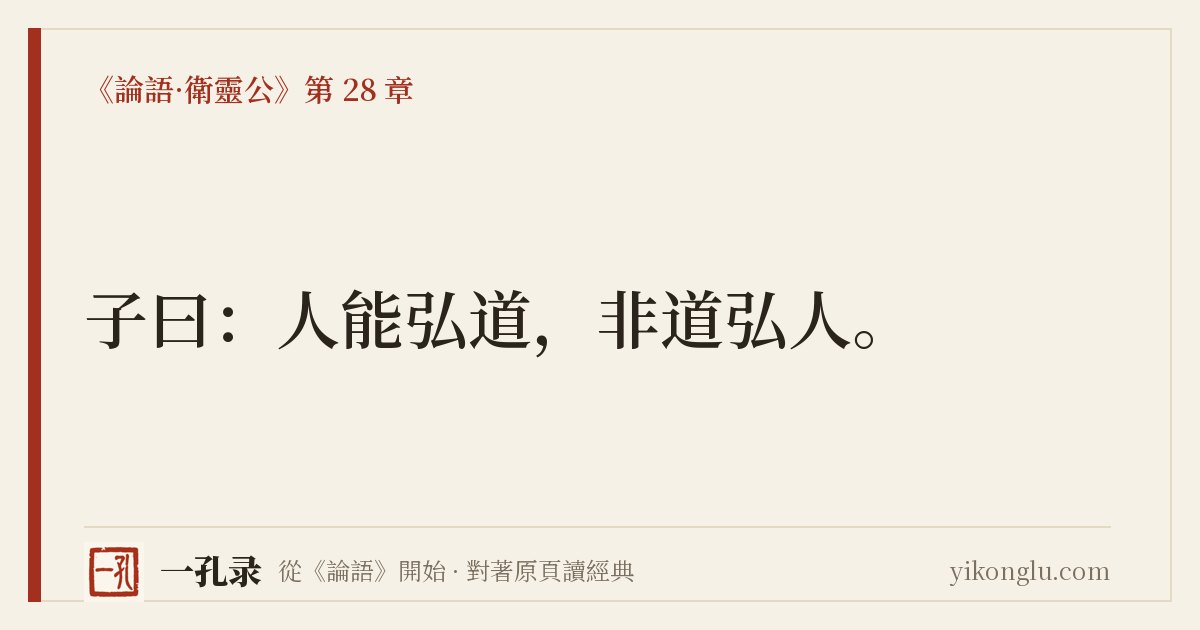 《論語·衛靈公》第 28 章
子曰：人能弘道，非道弘人。
一孔
一孔录 從《論語》開始 · 對著原頁讀經典 yikonglu.com